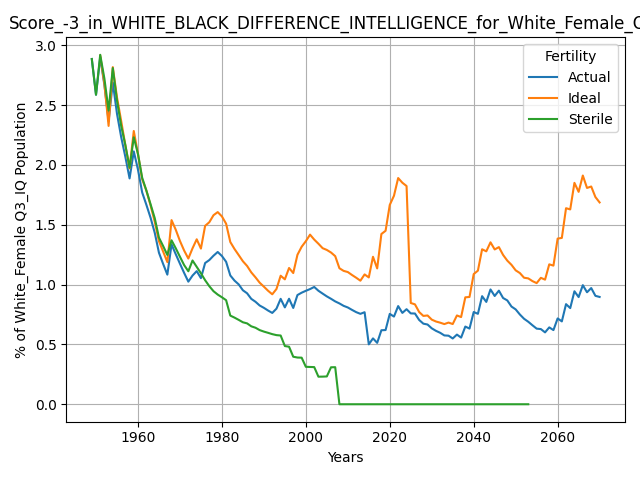 Score_-3_in_WHITE_BLACK_DIFFERENCE_INTELLIGENCE_for_White_Female_
3.0
2.5
2.0
1.5
1.0
0.5
0.0
% of White_Female Q3_IQ Population
Fertility
Actual
Ideal
Sterile
1960
1980
2000
2020
2040
2060
Years